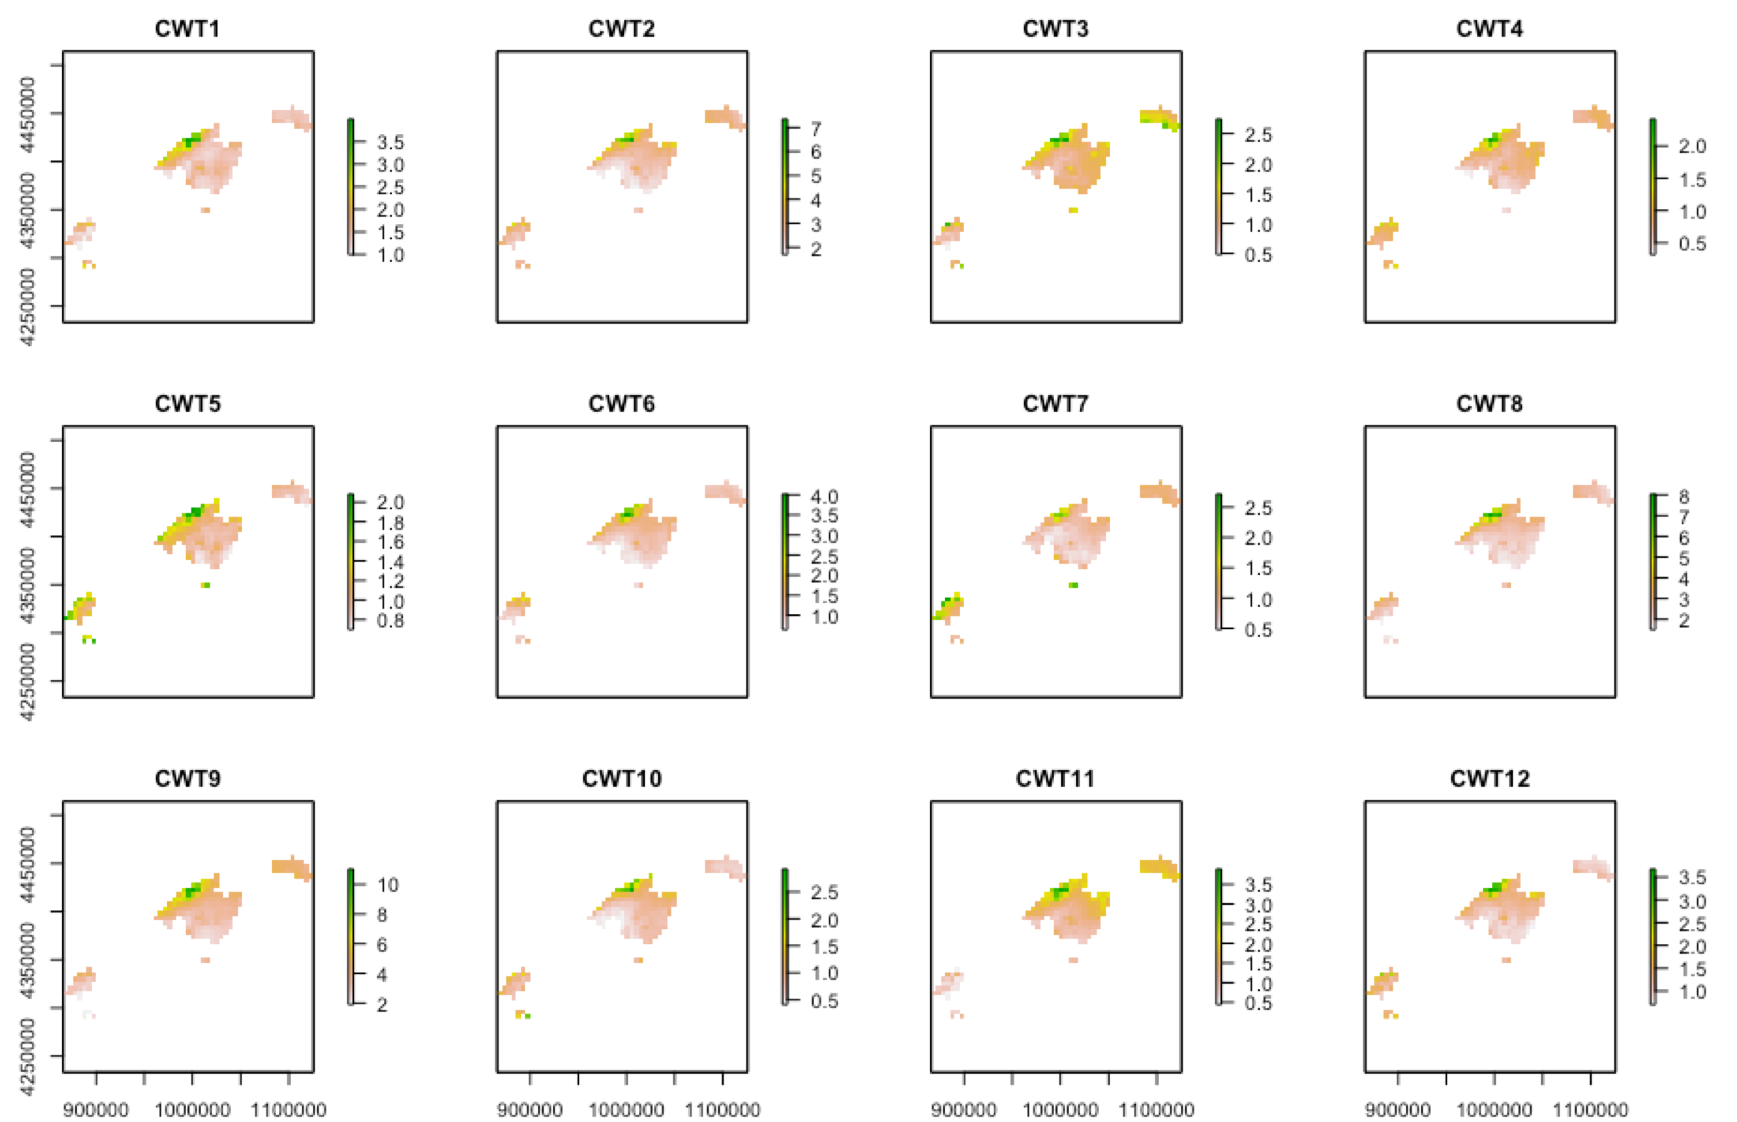 CWT1 CWT2 CWT3 CWT4
4250000 4350000 4450000
3.5 3.0 2.5 2.0 1.5 1.0
7 6 5 4 3 2
2.5 2.0 1.5 1.0 0.5
2.0 1.5 1.0 0.5
CWT5 CWT6 CWT7 CWT8
4250000 4350000 4450000
2.0 1.8 1.6 1.4 1.2 1.0 0.8
4.0 3.5 3.0 2.5 2.0 1.5 1.0
2.5 2.0 1.5 1.0 0.5
8 7 6 5 4 3 2
CWT9 CWT10 CWT11 CWT12
4250000 4350000 4450000
10 8 6 4 2
2.5 2.0 1.5 1.0 0.5
3.5 3.0 2.5 2.0 1.5 1.0 0.5
3.5 3.0 2.5 2.0 1.5 1.0
900000 1000000 1100000 900000 1000000 1100000 900000 1000000 1100000 900000 1000000 1100000